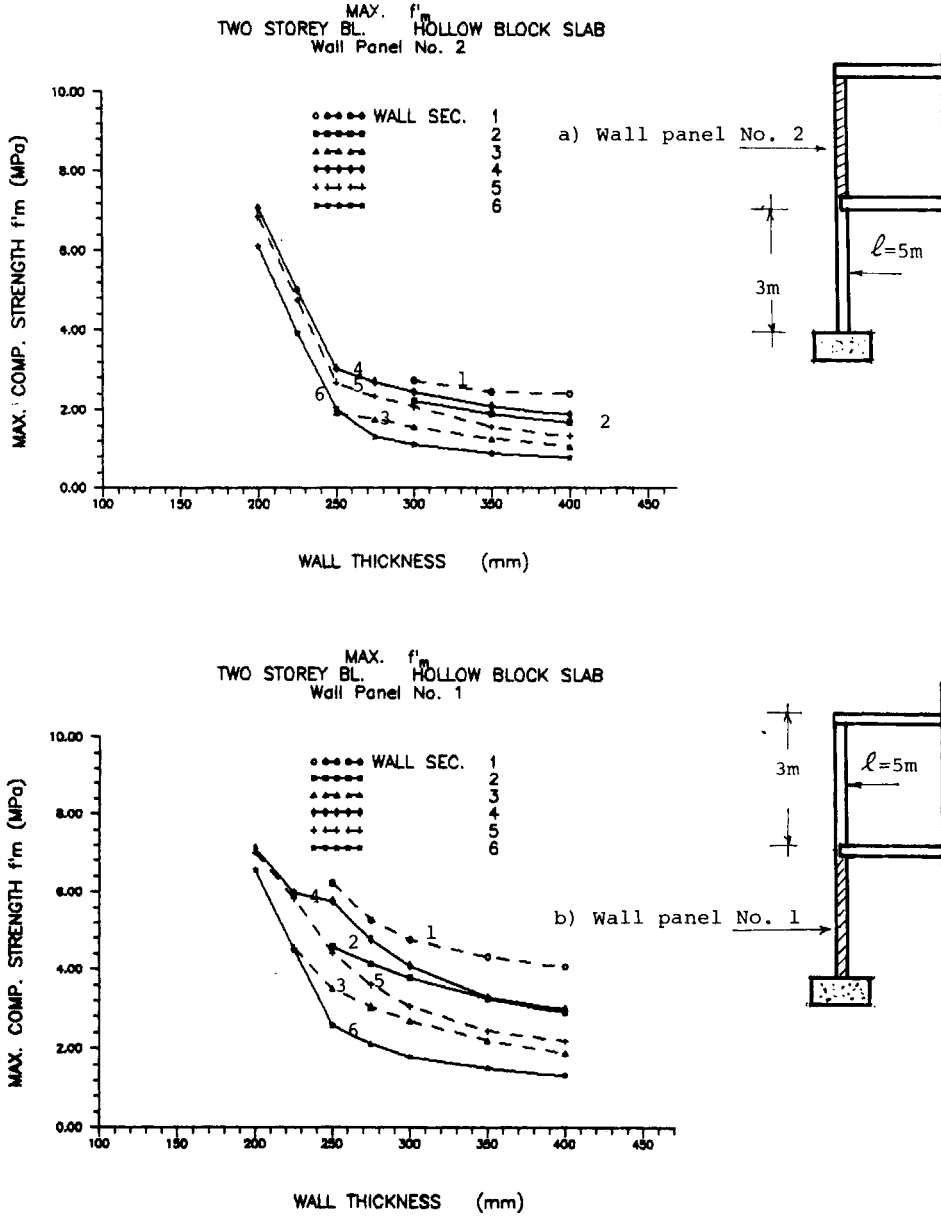 MAX. f'm
TWO STOREY BL. HOLLOW BLOCK SLAB
Wall Panel No. 2
MAX. COMP. STRENGTH f'm (MPa)
10.00
8.00
6.00
4.00
2.00
0.00
WALL SEC. 1
2
3
4
5
6
4
5
6
3
1
2
100 150 200 250 300 350 400 450
WALL THICKNESS (mm)
a) Wall panel No. 2
3m
ℓ=5m
MAX. f'm
TWO STOREY BL. HOLLOW BLOCK SLAB
Wall Panel No. 1
MAX. COMP. STRENGTH f'm (MPa)
10.00
8.00
6.00
4.00
2.00
0.00
WALL SEC. 1
2
3
4
5
6
4
1
2
5
3
6
100 150 200 250 300 350 400 450
WALL THICKNESS (mm)
3m
ℓ=5m
b) Wall panel No. 1